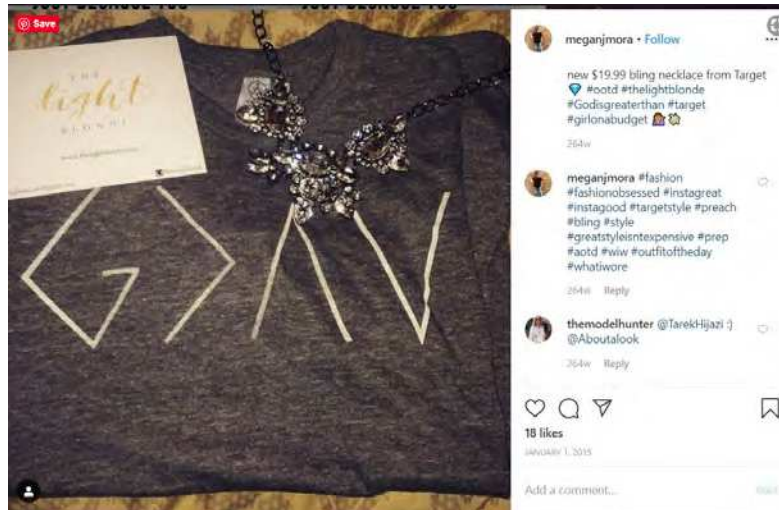 Save
THE
light
BLONDE
G > ∧ ∨
meganjmora • Follow
new $19.99 bling necklace from Target
💎 #ootd #thelightblonde
#Godisgreaterthan #target
#girlonabudget
264w
meganjmora #fashion
#fashionobsessed #instagreat
#instagood #targetstyle #preach
#bling #style
#greatstyleisntexpensive #prep
#aotd #wiw #outfitoftheday
#whatiwore
264w Reply
themodelhunter @TarekHijazi :)
@Aboutalook
264w Reply
18 likes
JANUARY 1, 2015
Add a comment...